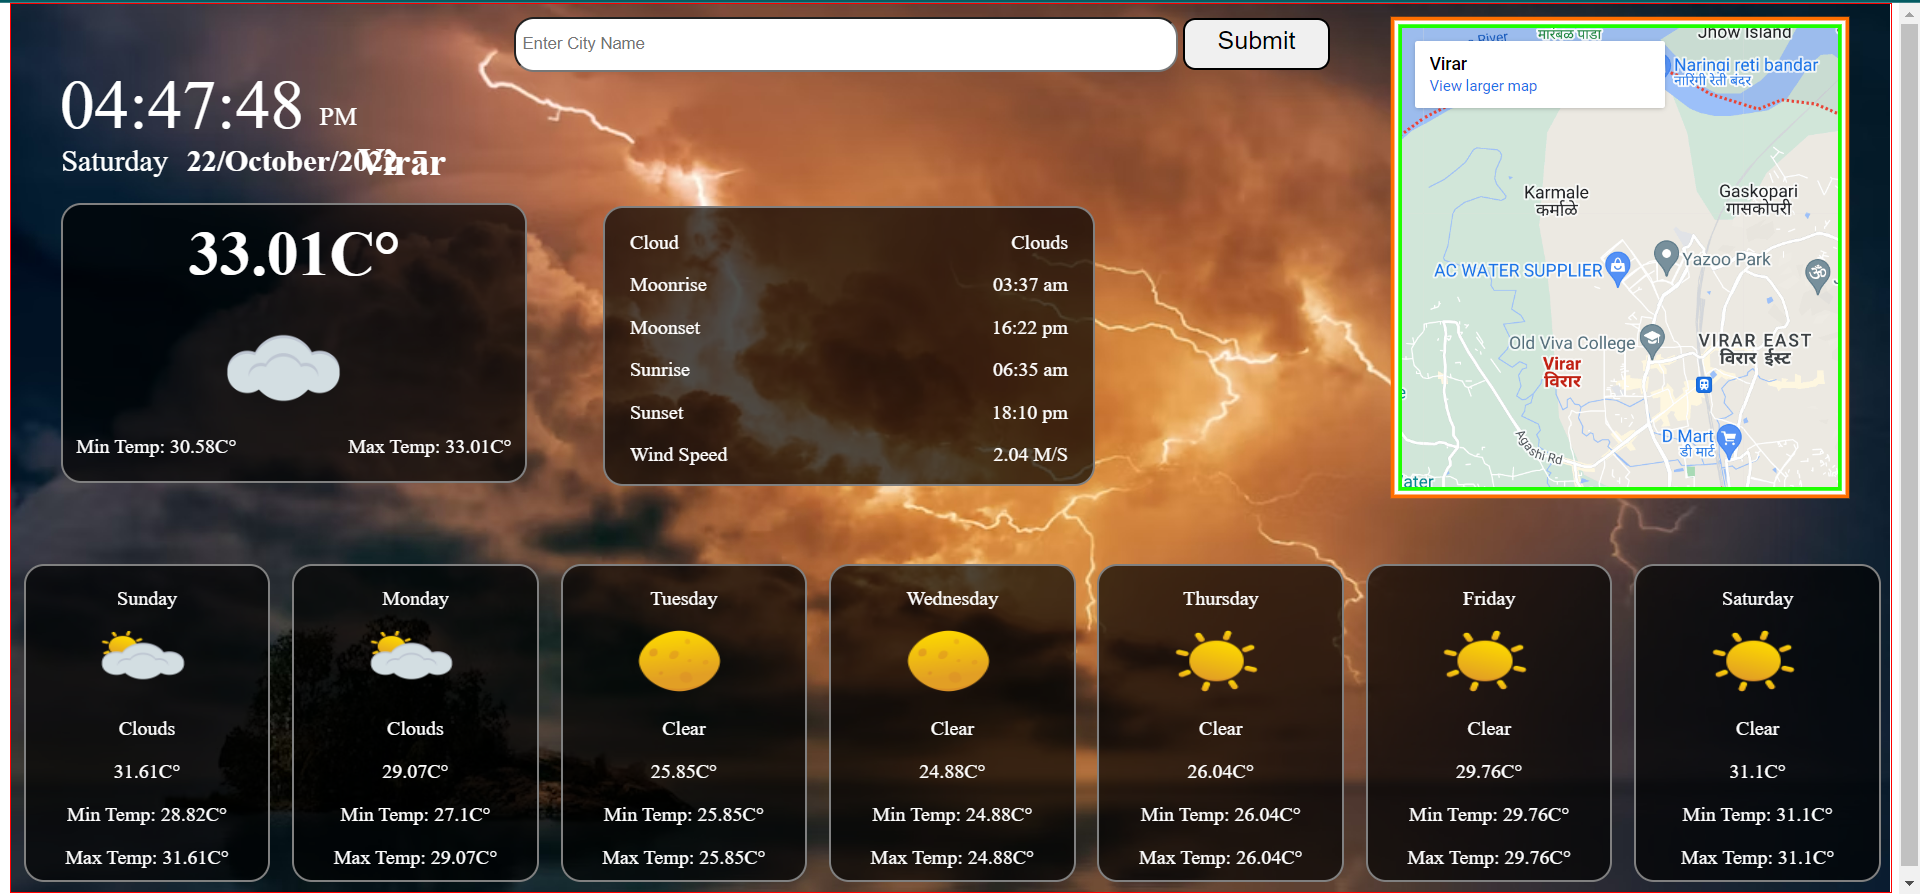 Enter City Name
Submit
04:47:48 PM
Saturday 22/October/2022
Virār
33.01C°
Min Temp: 30.58C° Max Temp: 33.01C°
Cloud Clouds
Moonrise 03:37 am
Moonset 16:22 pm
Sunrise 06:35 am
Sunset 18:10 pm
Wind Speed 2.04 M/S
River
मारंबळ पाडा
Jhow Island
Virar
View larger map
Naringi reti bandar
नारिंगी रेती बंदर
Karmale
कर्माळे
Gaskopari
गासकोपरी
AC WATER SUPPLIER
Yazoo Park
Old Viva College
VIRAR EAST
विरार ईस्ट
Virar
विरार
D Mart
डी मार्ट
Agashi Rd
Sunday
Clouds
31.61C°
Min Temp: 28.82C°
Max Temp: 31.61C°
Monday
Clouds
29.07C°
Min Temp: 27.1C°
Max Temp: 29.07C°
Tuesday
Clear
25.85C°
Min Temp: 25.85C°
Max Temp: 25.85C°
Wednesday
Clear
24.88C°
Min Temp: 24.88C°
Max Temp: 24.88C°
Thursday
Clear
26.04C°
Min Temp: 26.04C°
Max Temp: 26.04C°
Friday
Clear
29.76C°
Min Temp: 29.76C°
Max Temp: 29.76C°
Saturday
Clear
31.1C°
Min Temp: 31.1C°
Max Temp: 31.1C°